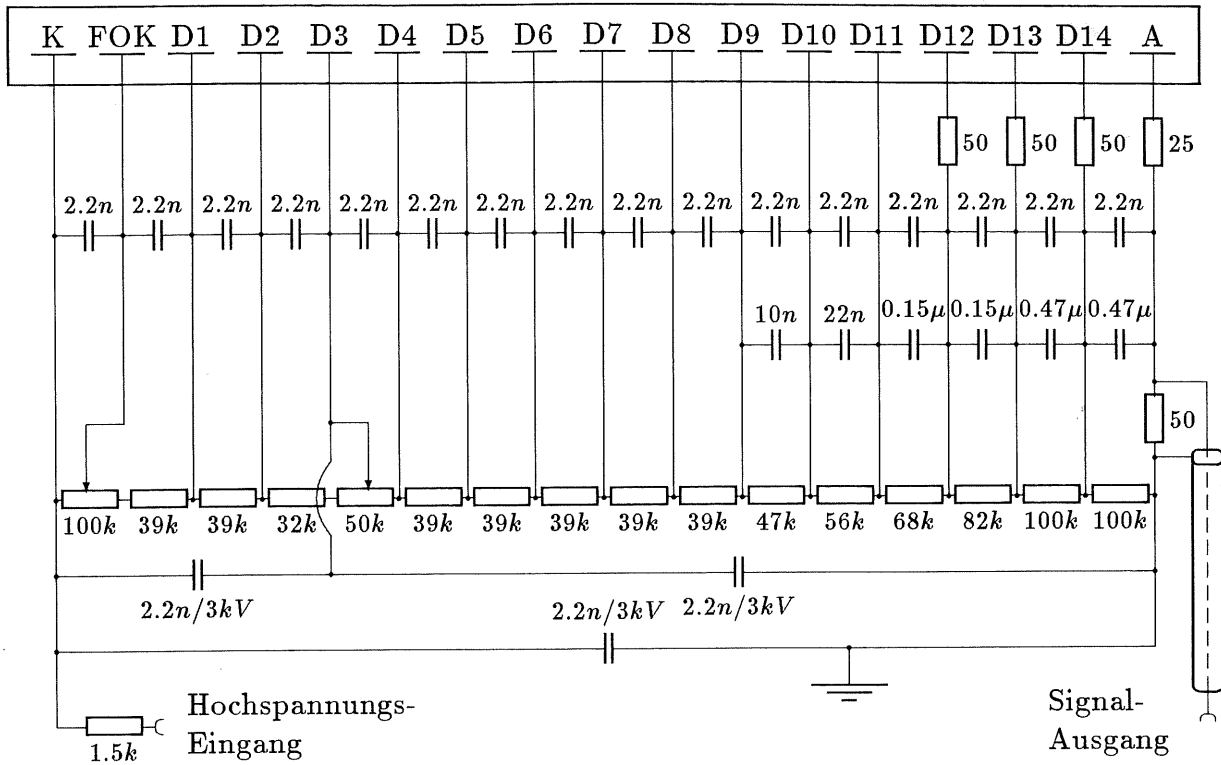 K FOK D1 D2 D3 D4 D5 D6 D7 D8 D9 D10 D11 D12 D13 D14 A
50 50 50 25
2.2n 2.2n 2.2n 2.2n 2.2n 2.2n 2.2n 2.2n 2.2n 2.2n 2.2n 2.2n 2.2n 2.2n 2.2n 2.2n
10n 22n 0.15μ 0.15μ 0.47μ 0.47μ
50
100k 39k 39k 32k 50k 39k 39k 39k 39k 39k 47k 56k 68k 82k 100k 100k
2.2n/3kV 2.2n/3kV 2.2n/3kV
Hochspannungs-
Eingang
1.5k
Signal-
Ausgang